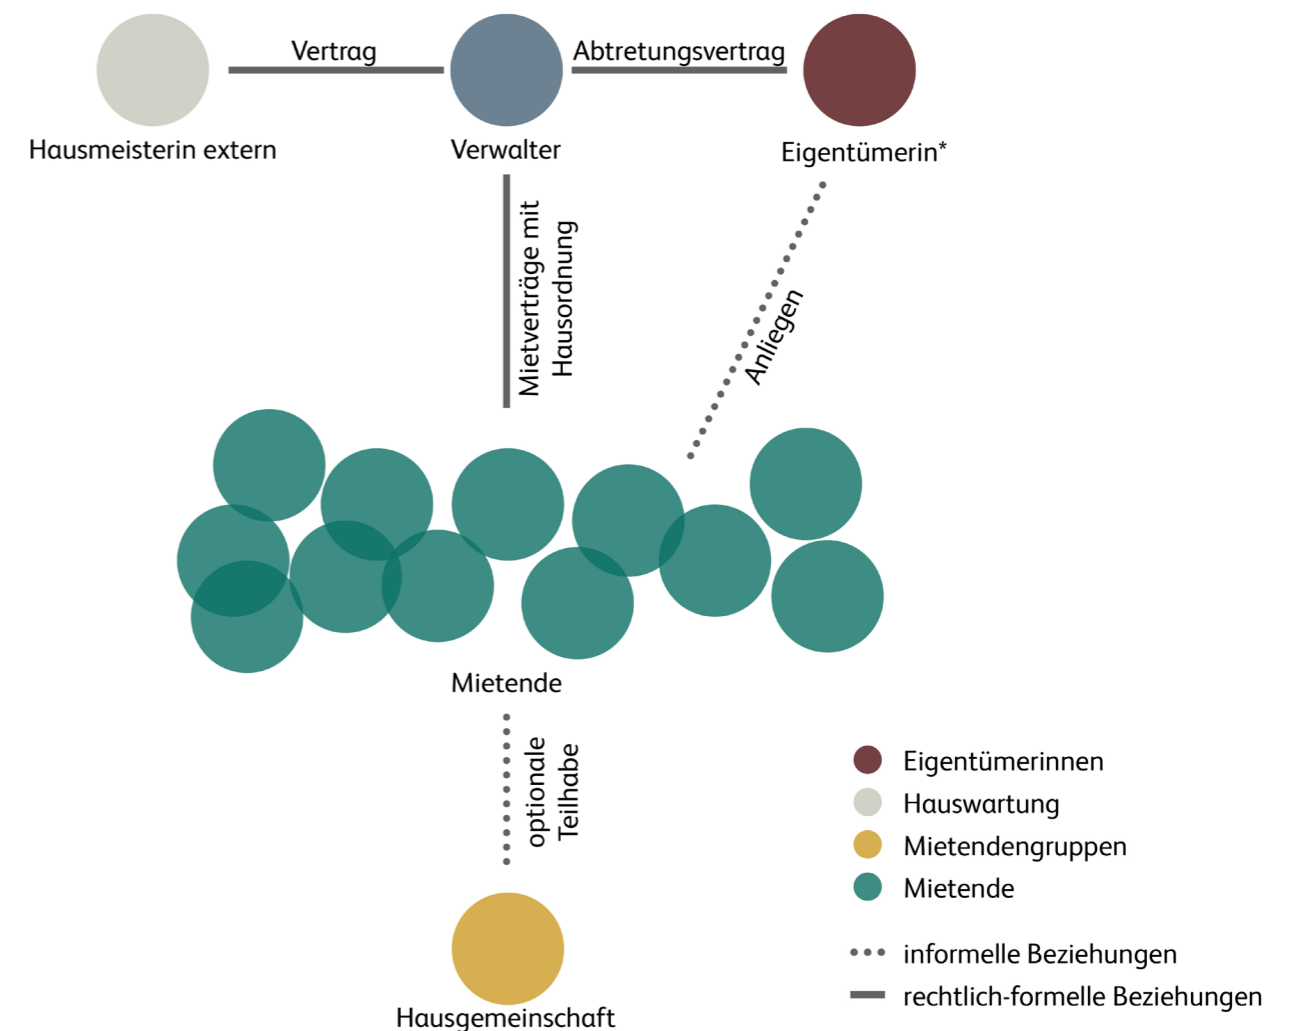 Vertrag
Abtretungsvertrag
Hausmeisterin extern
Verwalter
Eigentümerin*
Mietverträge mit
Hausordnung
Anliegen
Mietende
optionale
Teilhabe
Hausgemeinschaft
Eigentümerinnen
Hauswartung
Mietendengruppen
Mietende
informelle Beziehungen
rechtlich-formelle Beziehungen